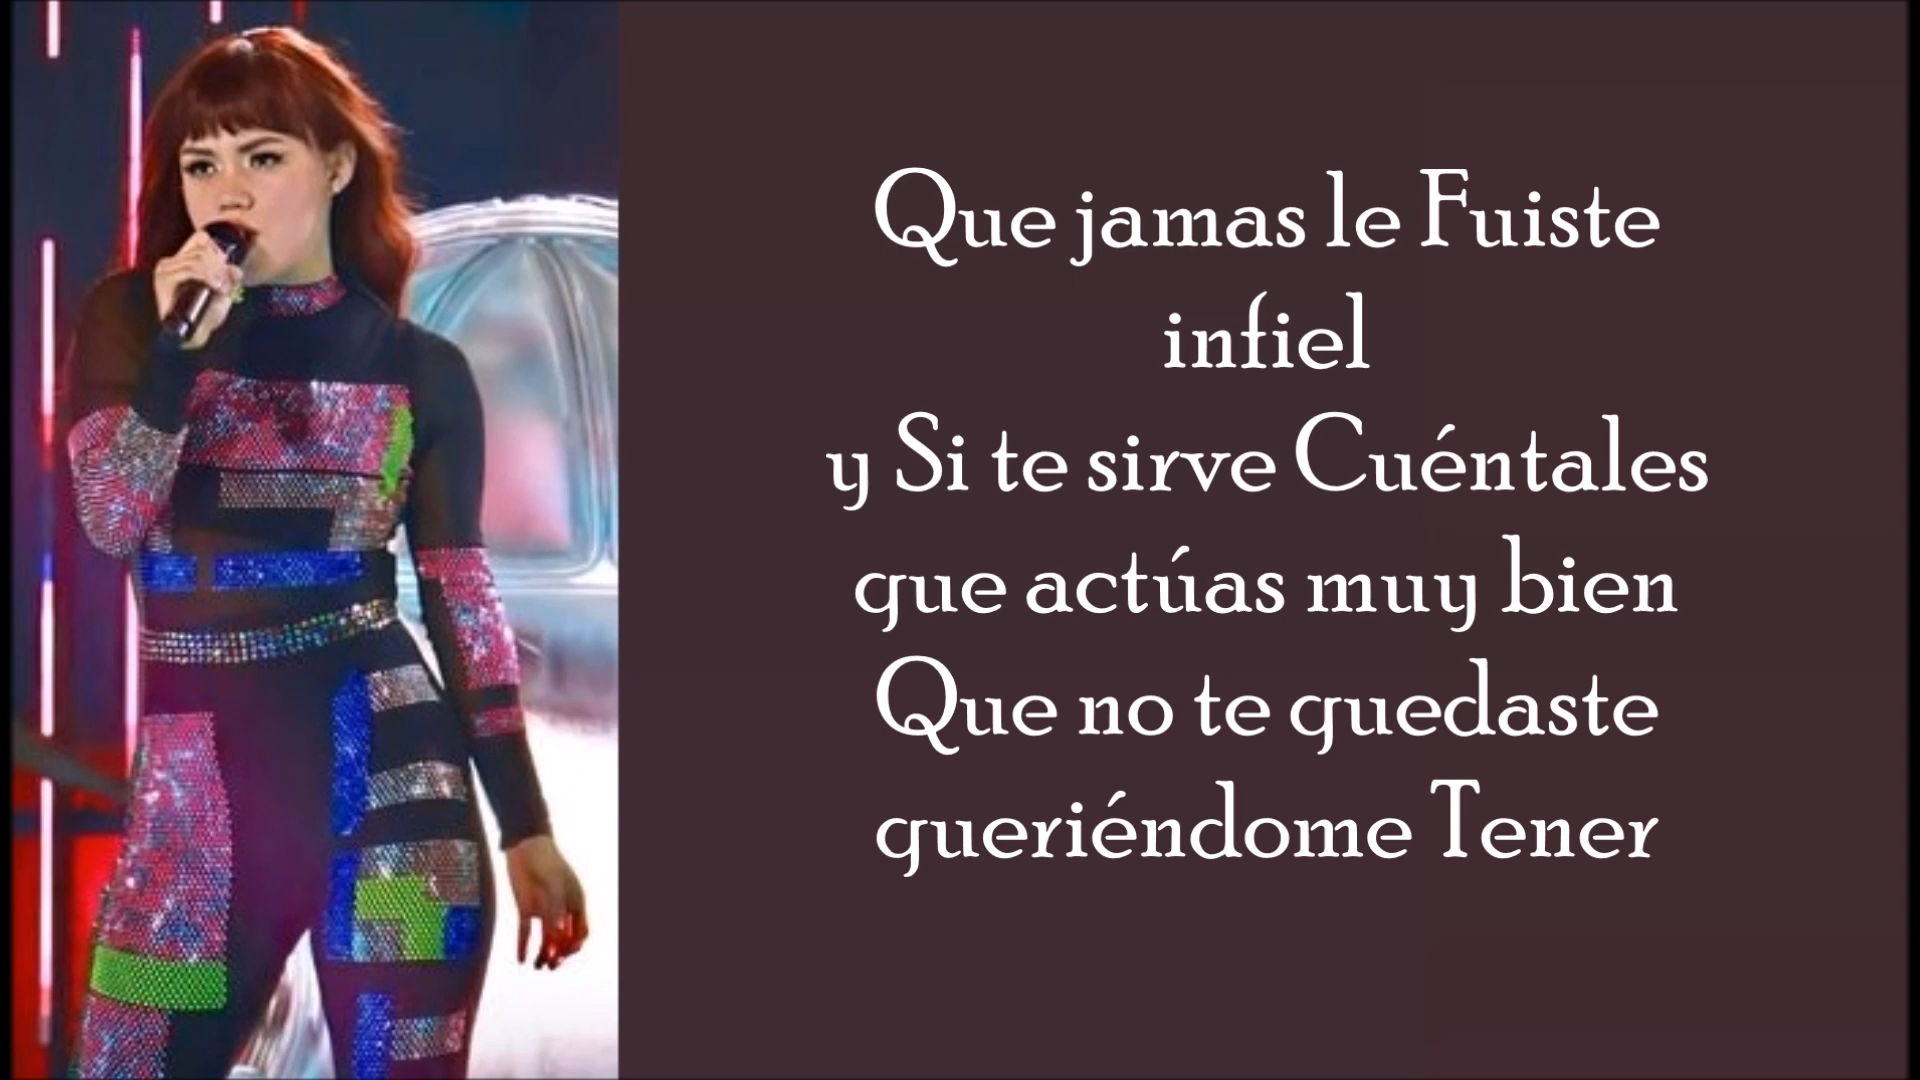 Que jamas le Fuiste
infiel
y Si te sirve Cuéntales
que actúas muy bien
Que no te quedaste
queriéndome Tener